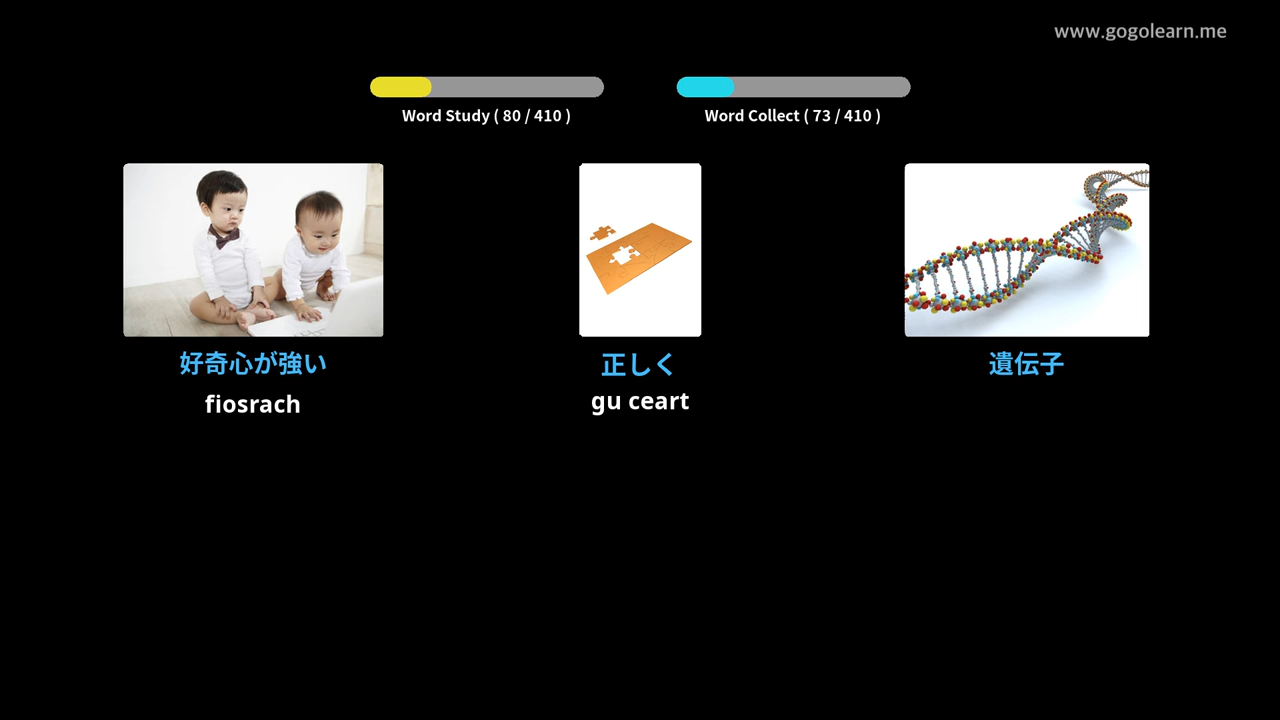 www.gogolearn.me
Word Study ( 80 / 410 )
Word Collect ( 73 / 410 )
好奇心が強い
fiosrach
正しく
gu ceart
遺伝子